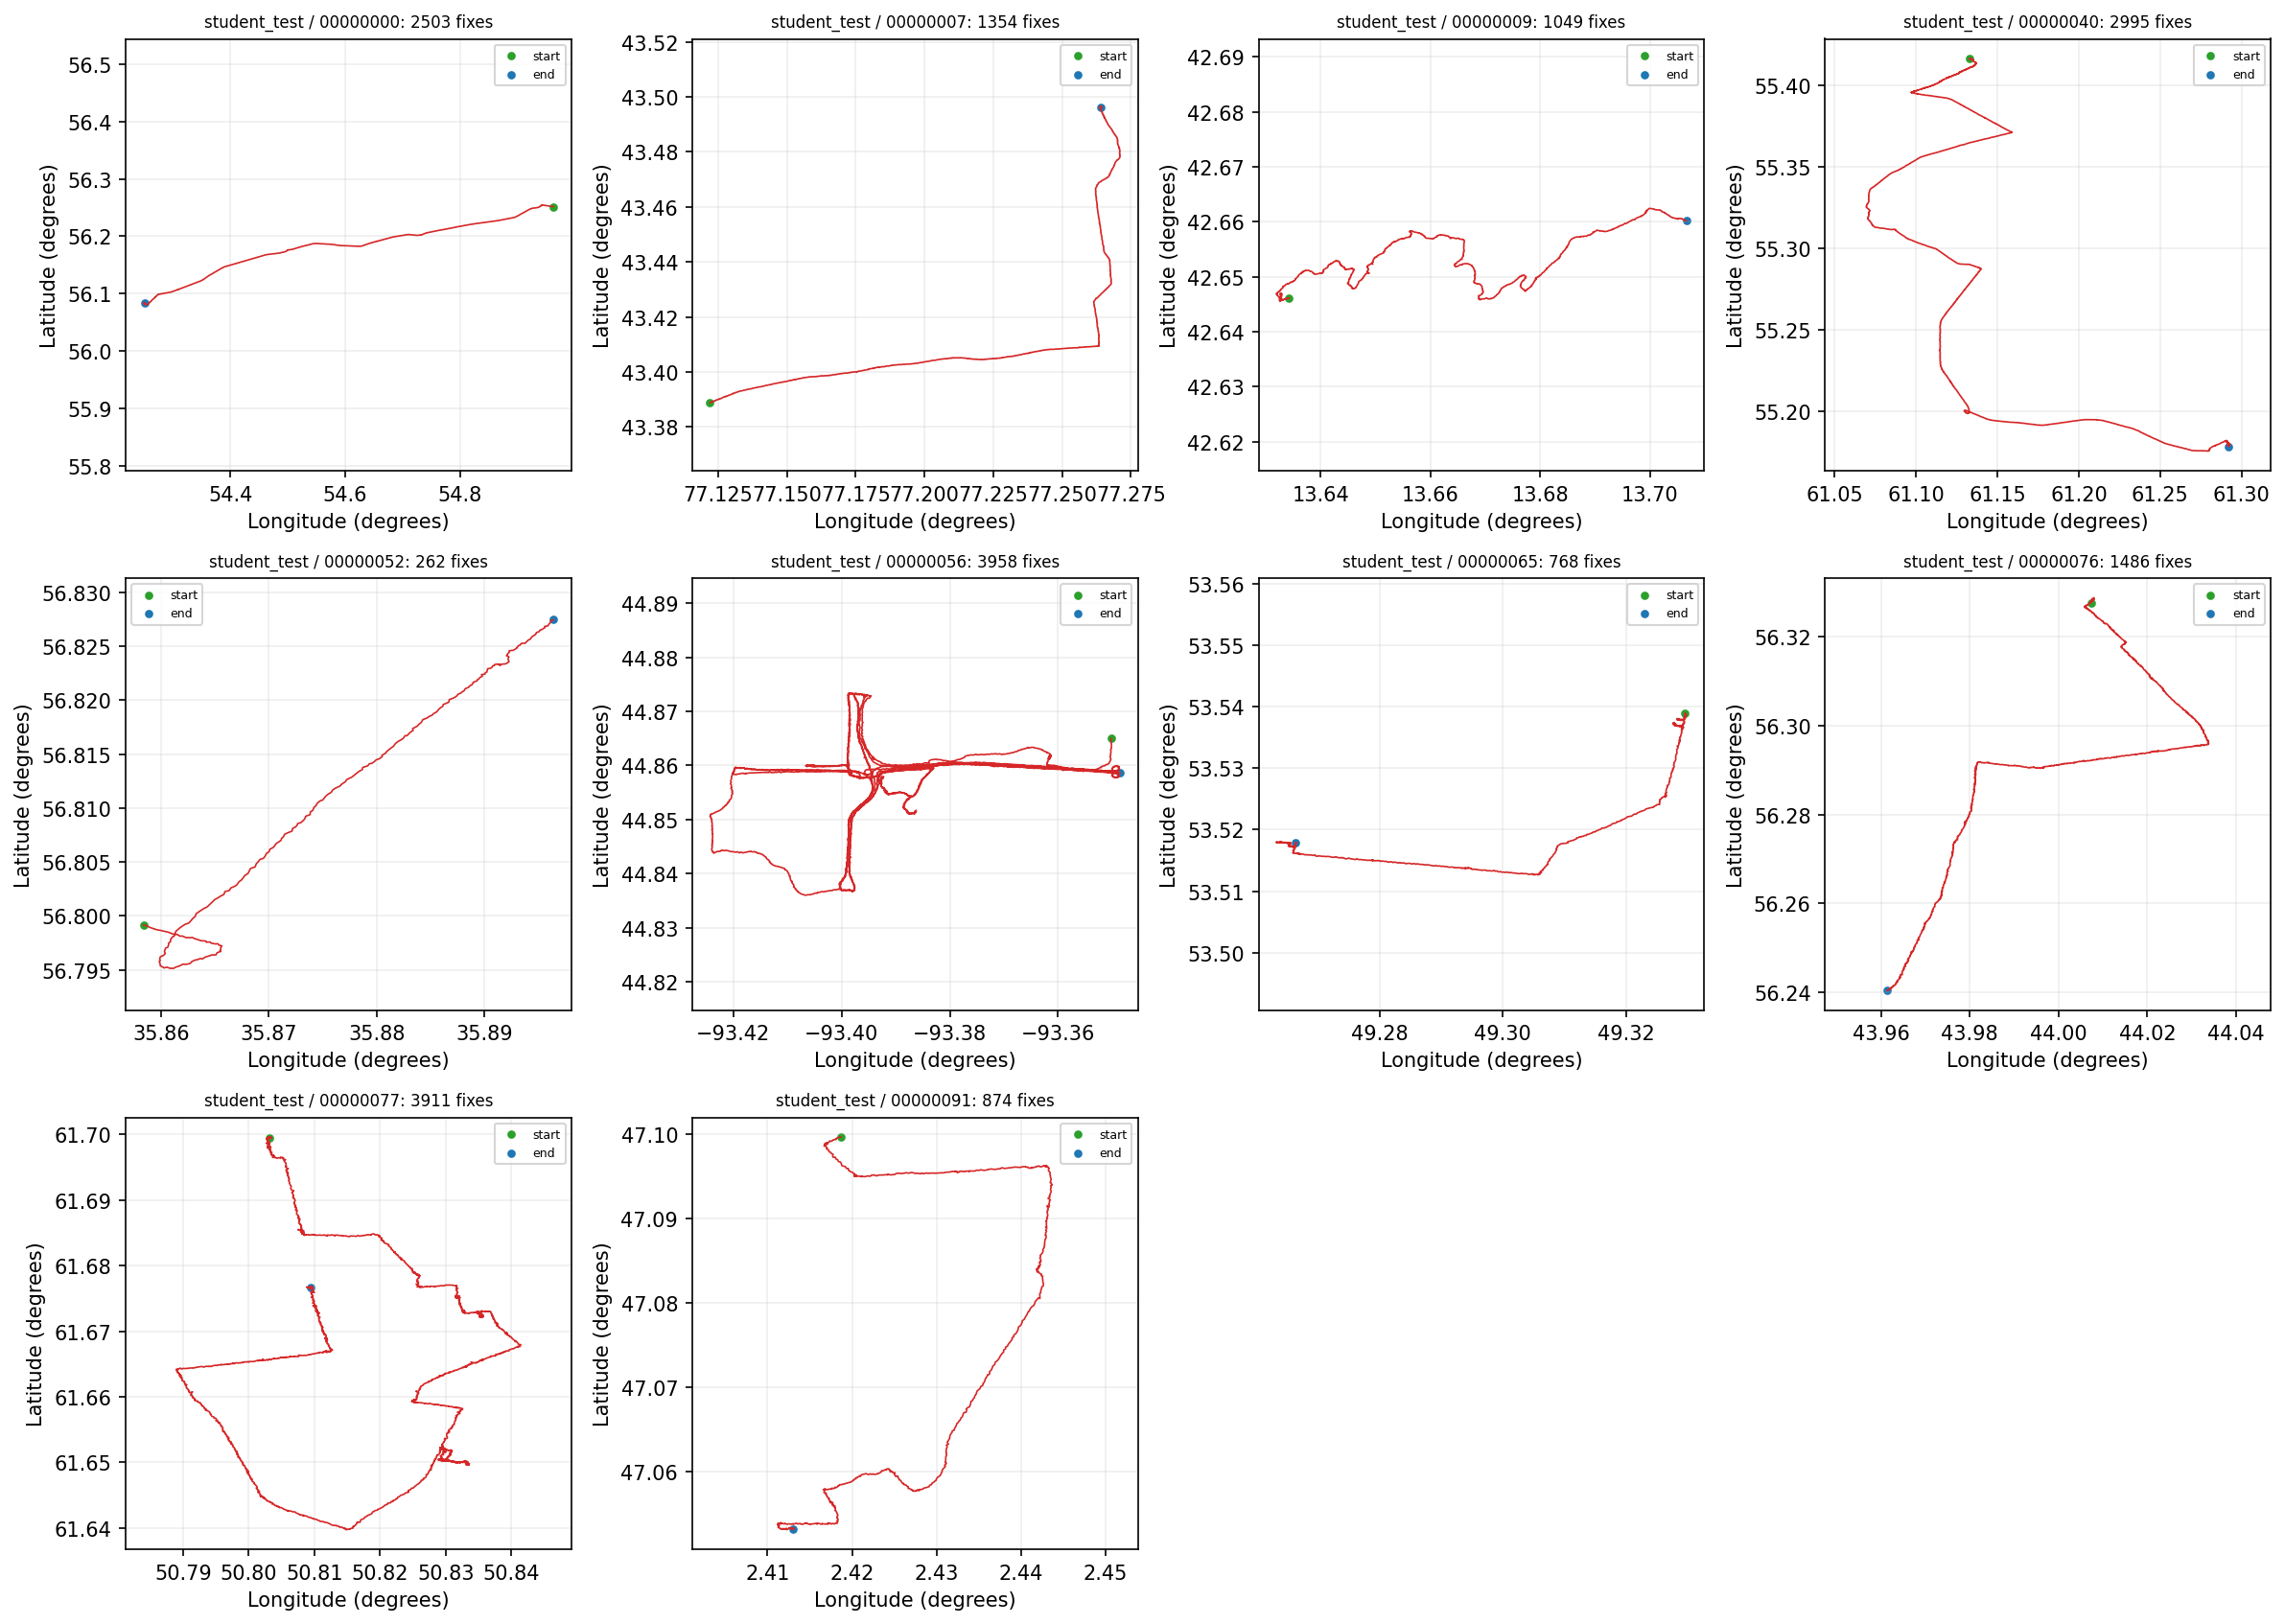 student_test / 00000000: 2503 fixes
start
end
56.5
56.4
56.3
56.2
56.1
56.0
55.9
55.8
54.4 54.6 54.8
Longitude (degrees)
Latitude (degrees)
student_test / 00000007: 1354 fixes
start
end
43.52
43.50
43.48
43.46
43.44
43.42
43.40
43.38
77.125 77.150 77.175 77.200 77.225 77.250 77.275
Longitude (degrees)
Latitude (degrees)
student_test / 00000009: 1049 fixes
start
end
42.69
42.68
42.67
42.66
42.65
42.64
42.63
42.62
13.64 13.66 13.68 13.70
Longitude (degrees)
Latitude (degrees)
student_test / 00000040: 2995 fixes
start
end
55.40
55.35
55.30
55.25
55.20
61.05 61.10 61.15 61.20 61.25 61.30
Longitude (degrees)
Latitude (degrees)
student_test / 00000052: 262 fixes
start
end
56.830
56.825
56.820
56.815
56.810
56.805
56.800
56.795
35.86 35.87 35.88 35.89
Longitude (degrees)
Latitude (degrees)
student_test / 00000056: 3958 fixes
start
end
44.89
44.88
44.87
44.86
44.85
44.84
44.83
44.82
−93.42 −93.40 −93.38 −93.36
Longitude (degrees)
Latitude (degrees)
student_test / 00000065: 768 fixes
start
end
53.56
53.55
53.54
53.53
53.52
53.51
53.50
49.28 49.30 49.32
Longitude (degrees)
Latitude (degrees)
student_test / 00000076: 1486 fixes
start
end
56.32
56.30
56.28
56.26
56.24
43.96 43.98 44.00 44.02 44.04
Longitude (degrees)
Latitude (degrees)
student_test / 00000077: 3911 fixes
start
end
61.70
61.69
61.68
61.67
61.66
61.65
61.64
50.79 50.80 50.81 50.82 50.83 50.84
Longitude (degrees)
Latitude (degrees)
student_test / 00000091: 874 fixes
start
end
47.10
47.09
47.08
47.07
47.06
2.41 2.42 2.43 2.44 2.45
Longitude (degrees)
Latitude (degrees)